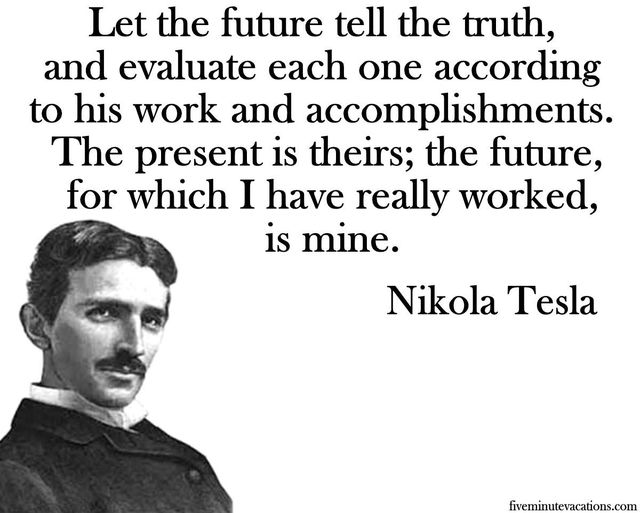 Let the future tell the truth,
and evaluate each one according
to his work and accomplishments.
The present is theirs; the future,
for which I have really worked,
is mine.
Nikola Tesla
fiveminutevacations.com